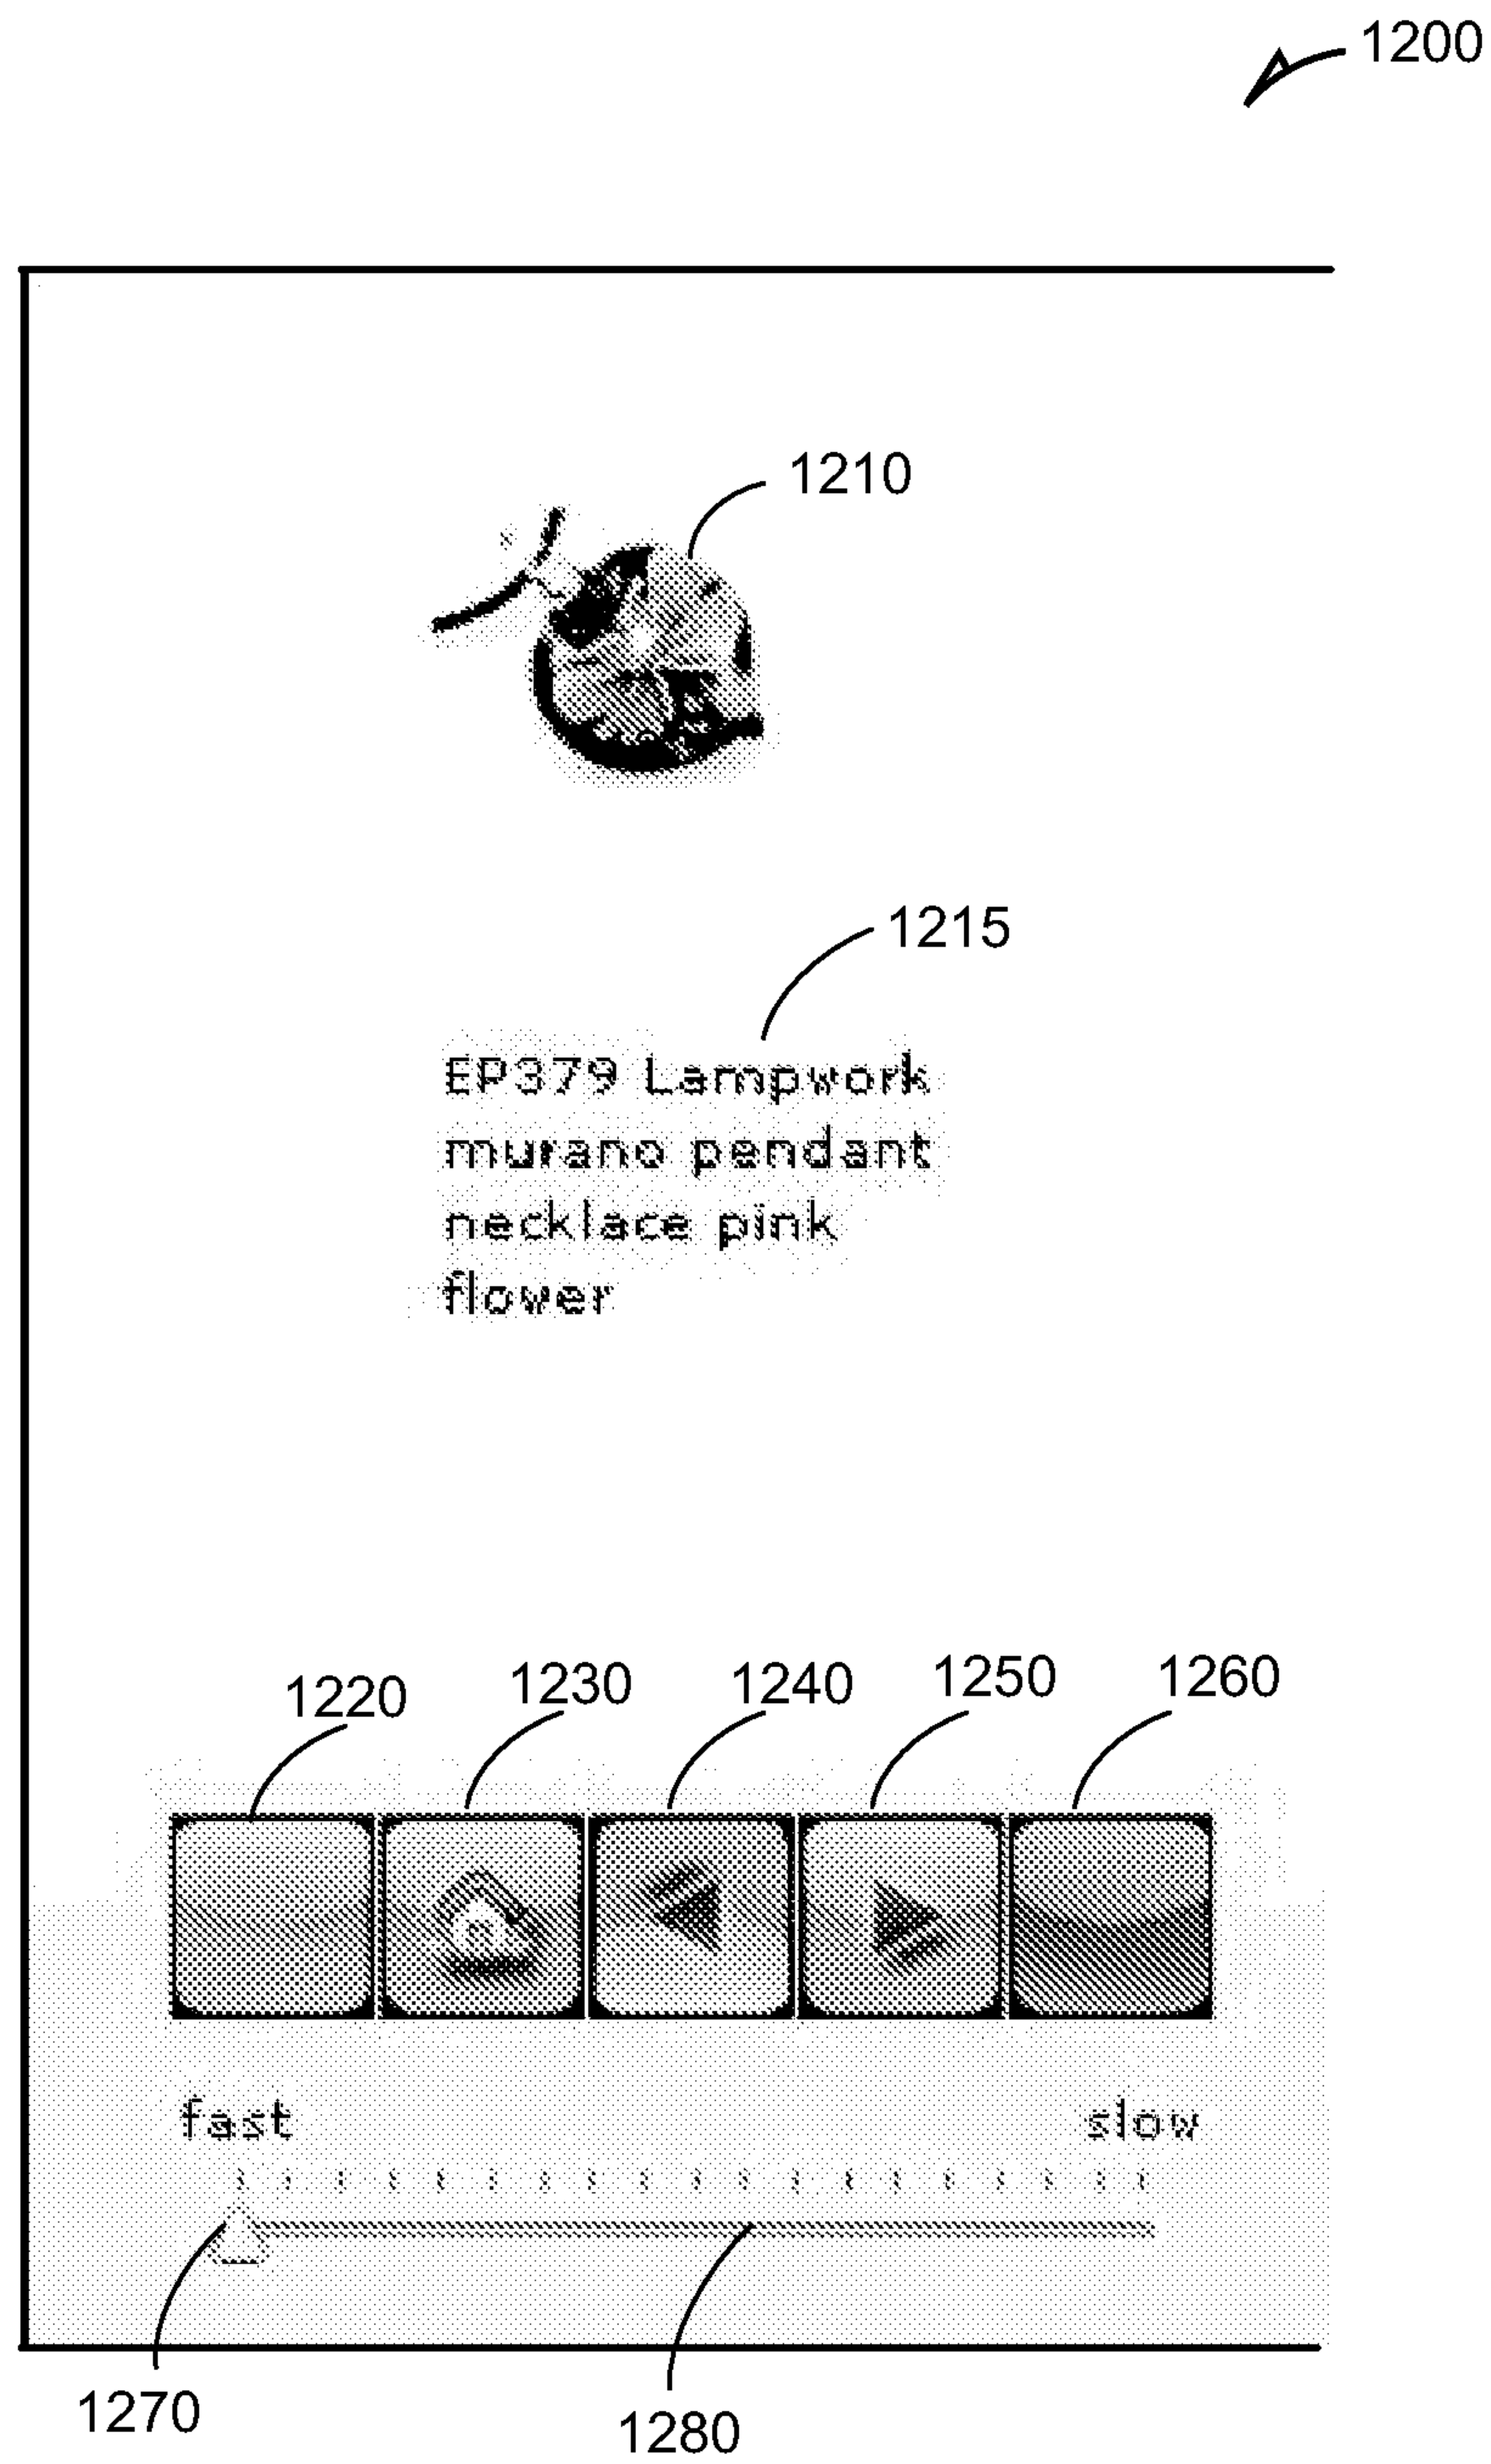 1200
1210
1215
EP379 Lampwork
murano pendant
necklace pink
flower
1220 1230 1240 1250 1260
fast slow
1270 1280